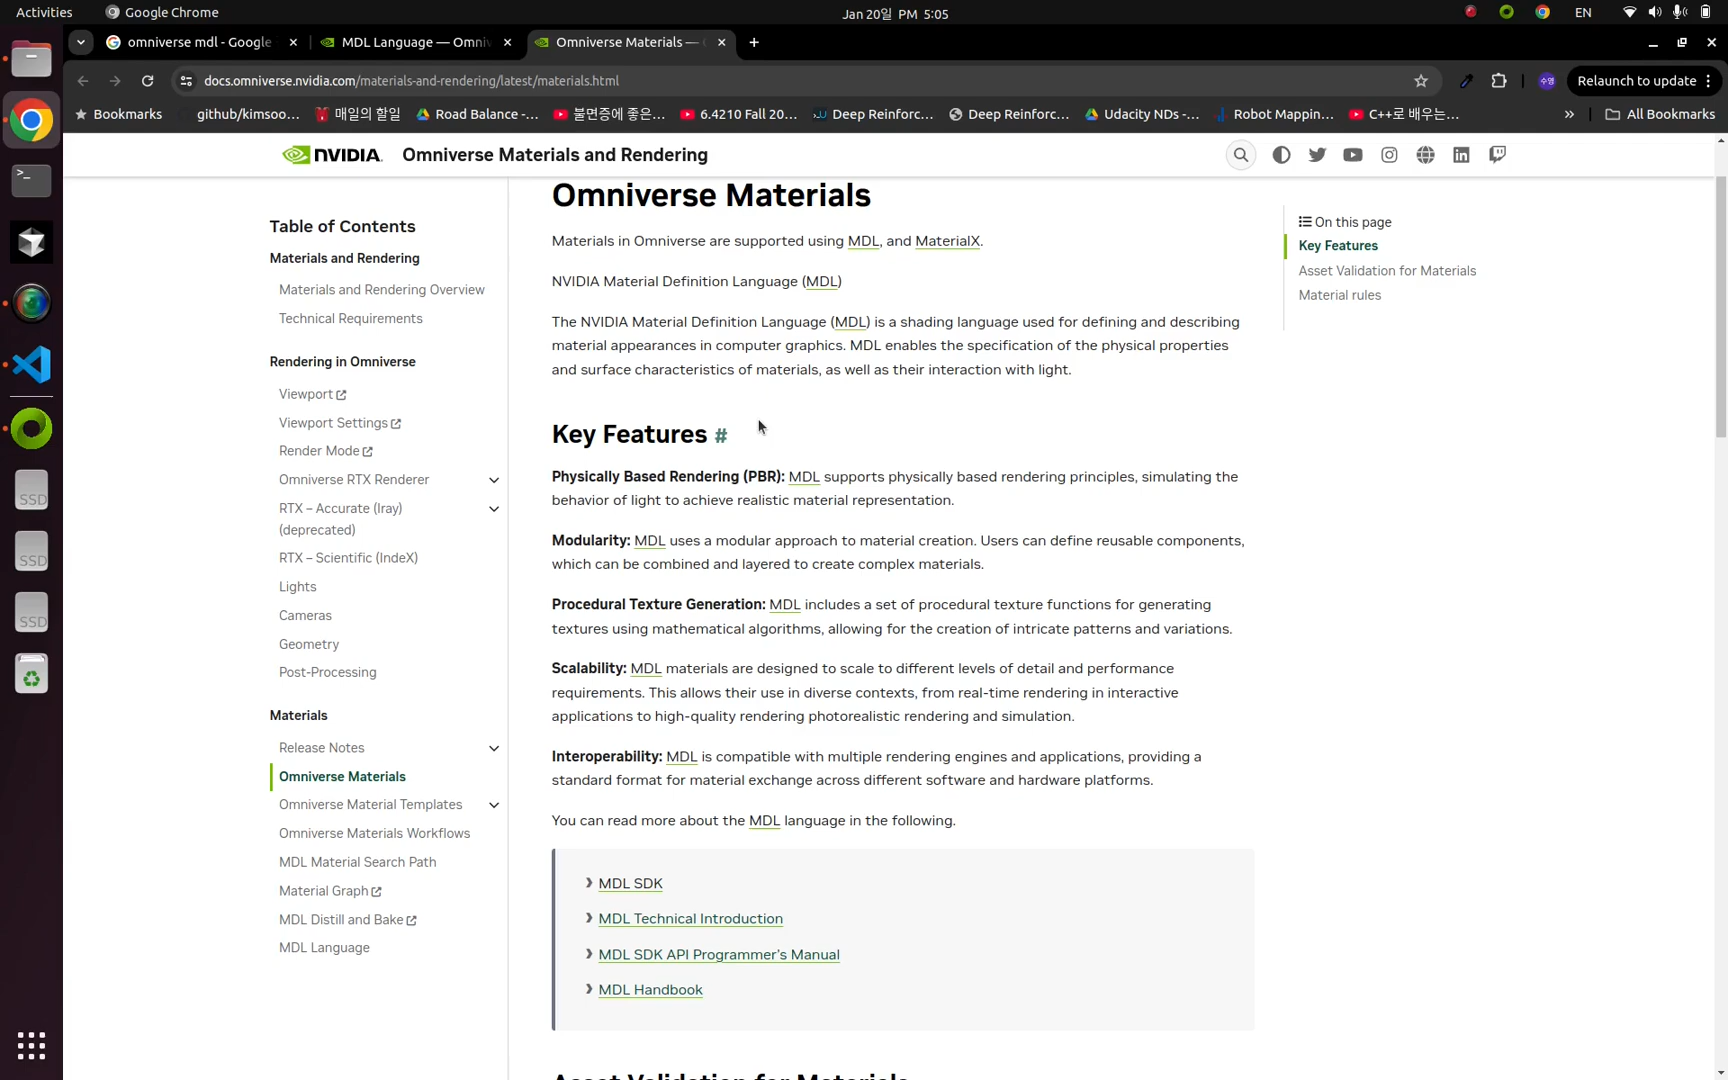 Activities
Google Chrome
Jan 20일 PM 5:05
EN
omniverse mdl - Google
MDL Language — Omniv
Omniverse Materials —
docs.omniverse.nvidia.com/materials-and-rendering/latest/materials.html
Relaunch to update
Bookmarks
github/kimsoo...
매일의 할일
Road Balance -...
불면증에 좋은...
6.4210 Fall 20...
Deep Reinforc...
Deep Reinforc...
Udacity NDs -...
Robot Mappin...
C++로 배우는...
»
All Bookmarks
NVIDIA.
Omniverse Materials and Rendering
Table of Contents
Materials and Rendering
Materials and Rendering Overview
Technical Requirements
Rendering in Omniverse
Viewport
Viewport Settings
Render Mode
Omniverse RTX Renderer
RTX – Accurate (Iray)
(deprecated)
RTX – Scientific (IndeX)
Lights
Cameras
Geometry
Post-Processing
Materials
Release Notes
Omniverse Materials
Omniverse Material Templates
Omniverse Materials Workflows
MDL Material Search Path
Material Graph
MDL Distill and Bake
MDL Language
Omniverse Materials
Materials in Omniverse are supported using MDL, and MaterialX.
NVIDIA Material Definition Language (MDL)
The NVIDIA Material Definition Language (MDL) is a shading language used for defining and describing
material appearances in computer graphics. MDL enables the specification of the physical properties
and surface characteristics of materials, as well as their interaction with light.
Key Features #
Physically Based Rendering (PBR): MDL supports physically based rendering principles, simulating the
behavior of light to achieve realistic material representation.
Modularity: MDL uses a modular approach to material creation. Users can define reusable components,
which can be combined and layered to create complex materials.
Procedural Texture Generation: MDL includes a set of procedural texture functions for generating
textures using mathematical algorithms, allowing for the creation of intricate patterns and variations.
Scalability: MDL materials are designed to scale to different levels of detail and performance
requirements. This allows their use in diverse contexts, from real-time rendering in interactive
applications to high-quality rendering photorealistic rendering and simulation.
Interoperability: MDL is compatible with multiple rendering engines and applications, providing a
standard format for material exchange across different software and hardware platforms.
You can read more about the MDL language in the following.
› MDL SDK
› MDL Technical Introduction
› MDL SDK API Programmer's Manual
› MDL Handbook
Asset Validation for Materials
On this page
Key Features
Asset Validation for Materials
Material rules
SSD
SSD
SSD